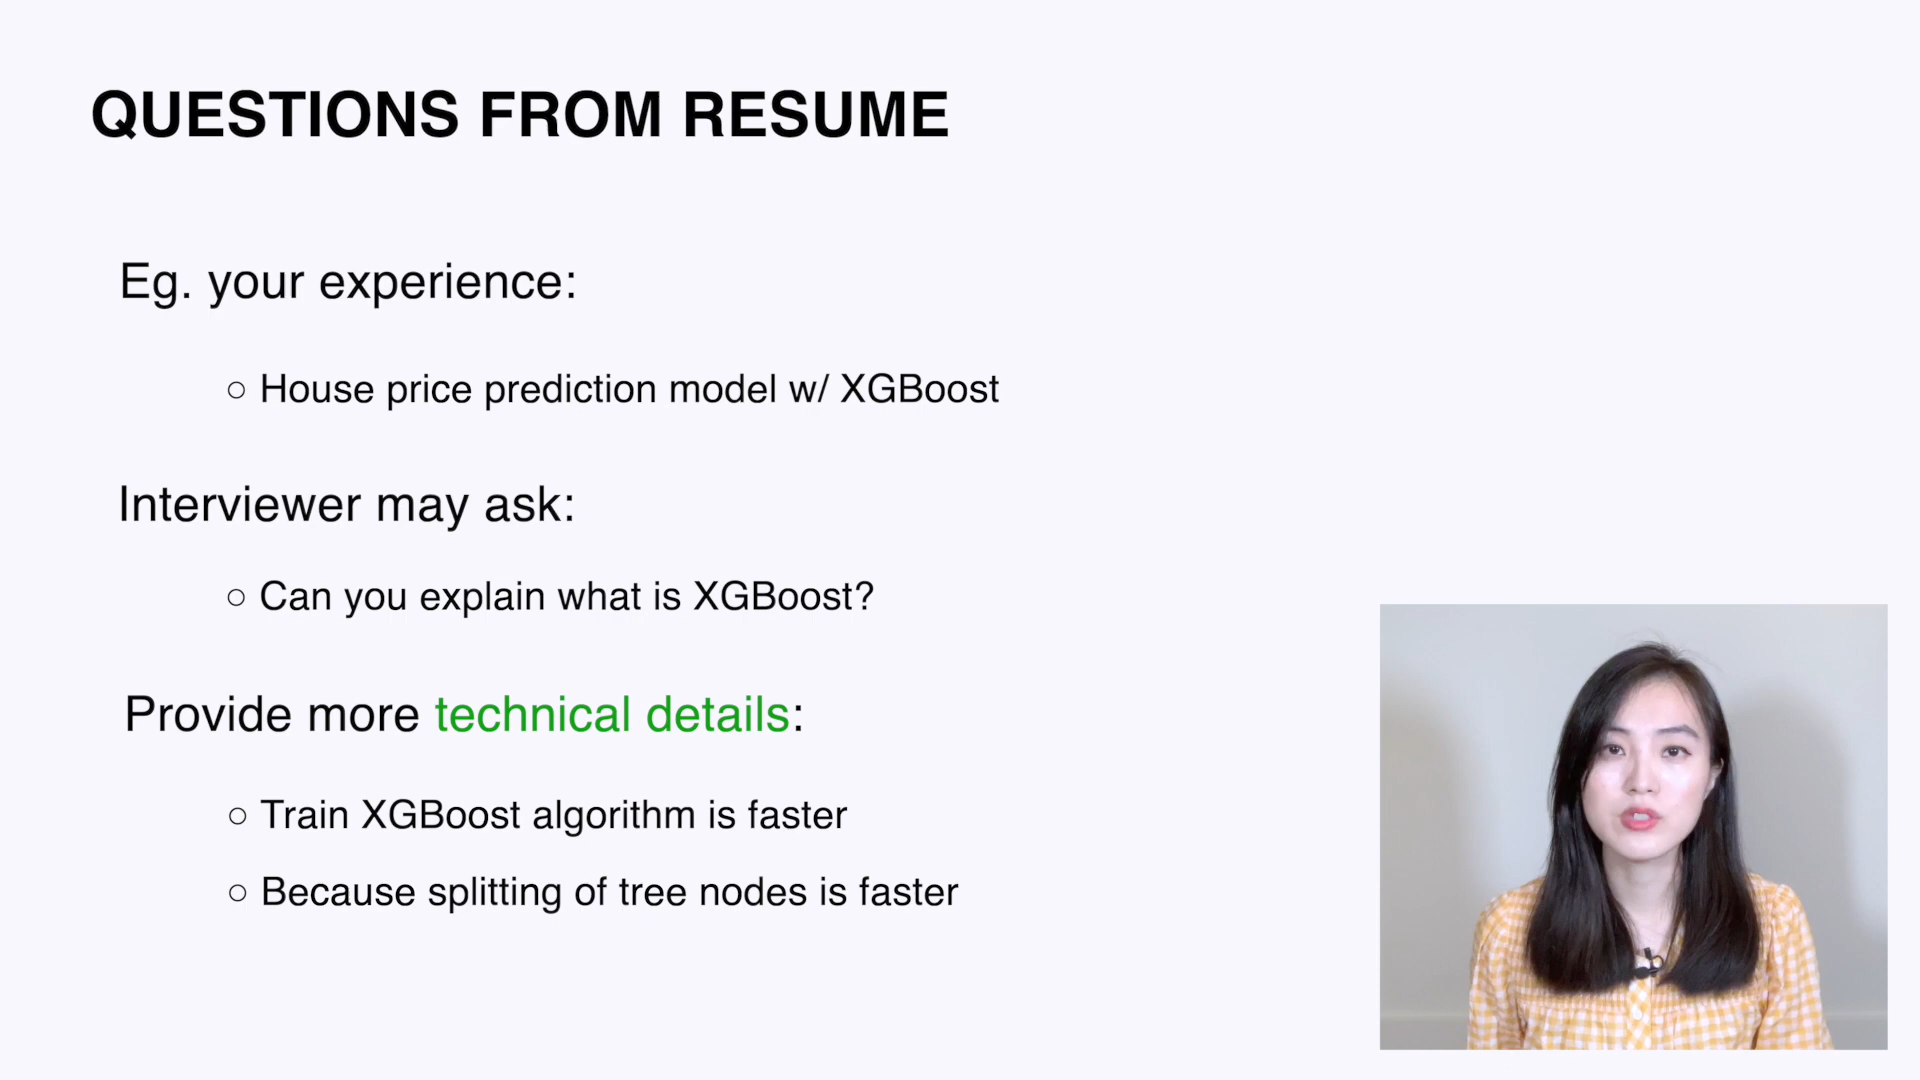 QUESTIONS FROM RESUME
Eg. your experience:
○ House price prediction model w/ XGBoost
Interviewer may ask:
○ Can you explain what is XGBoost?
Provide more technical details:
○ Train XGBoost algorithm is faster
○ Because splitting of tree nodes is faster